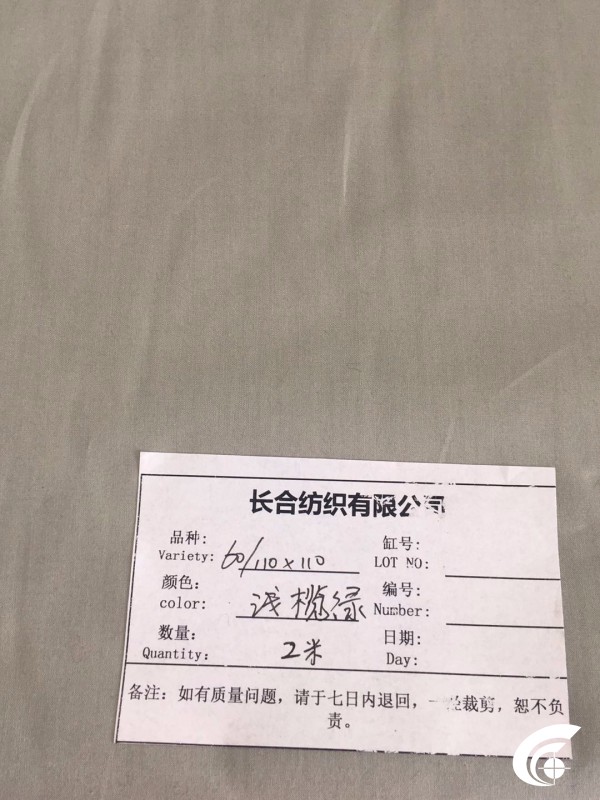 长合纺织有限公司
品种: 缸号:
Variety: 60/110×110 LOT NO:
颜色: 编号:
color: 浅榄绿 Number:
数量: 日期:
Quantity: 2米 Day:
备注：如有质量问题，请于七日内退回，一经裁剪，恕不负
责。